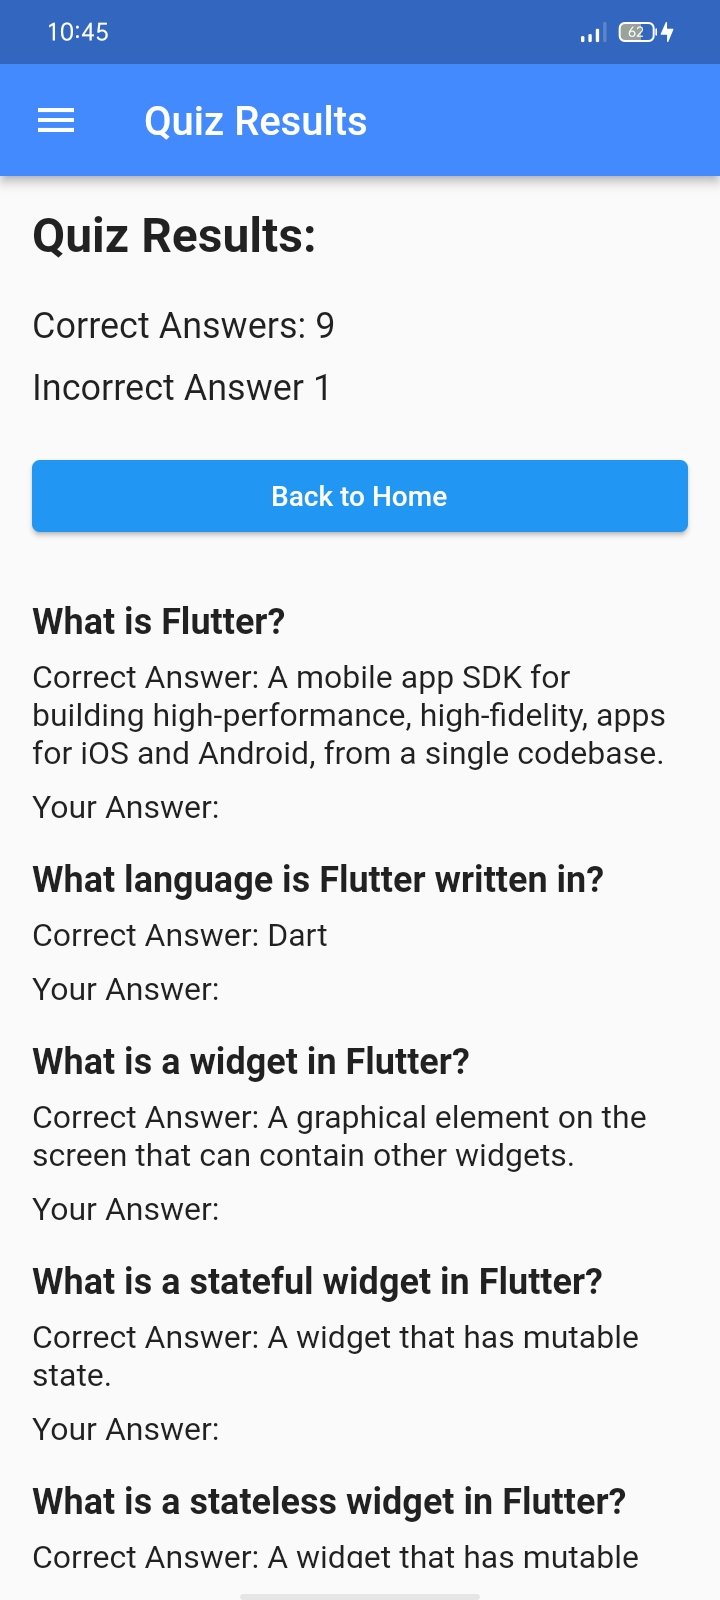 10:45
62
Quiz Results
Quiz Results:
Correct Answers: 9
Incorrect Answer 1
Back to Home
What is Flutter?
Correct Answer: A mobile app SDK for
building high-performance, high-fidelity, apps
for iOS and Android, from a single codebase.
Your Answer:
What language is Flutter written in?
Correct Answer: Dart
Your Answer:
What is a widget in Flutter?
Correct Answer: A graphical element on the
screen that can contain other widgets.
Your Answer:
What is a stateful widget in Flutter?
Correct Answer: A widget that has mutable
state.
Your Answer:
What is a stateless widget in Flutter?
Correct Answer: A widget that has mutable